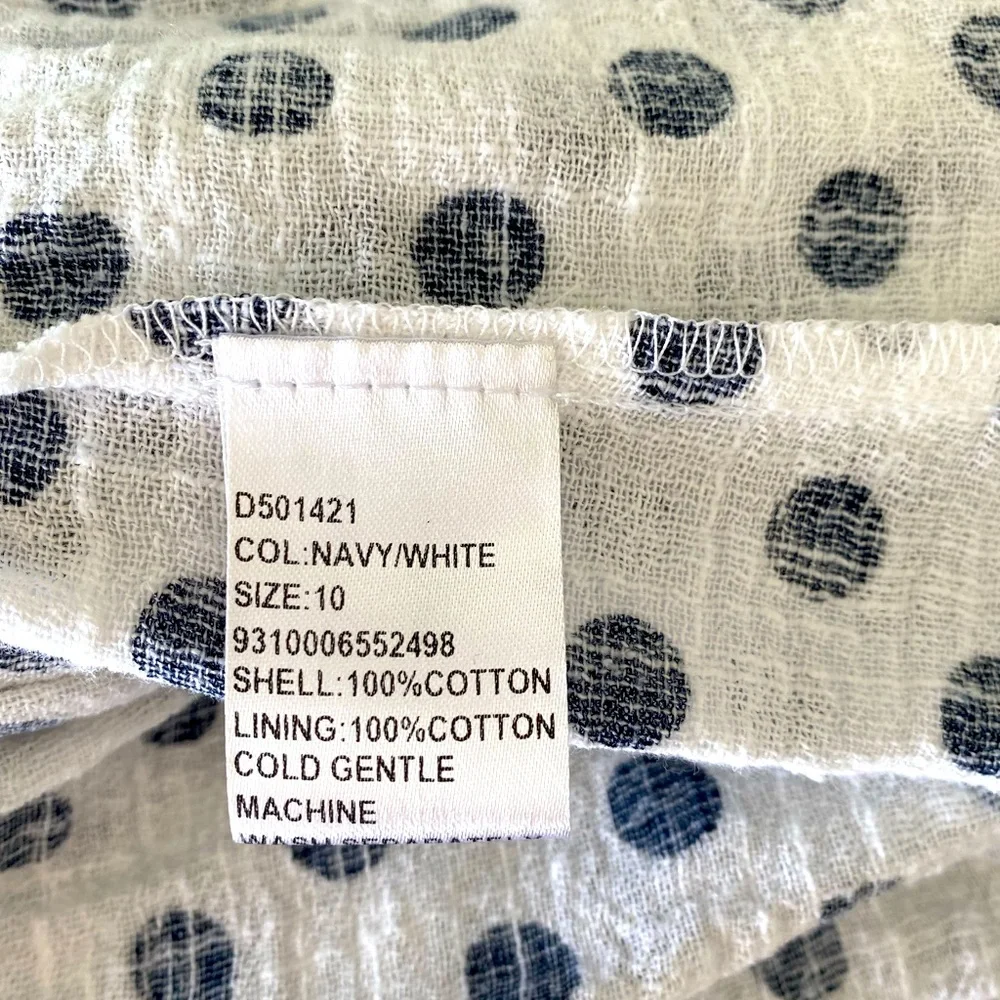 D501421
COL:NAVY/WHITE
SIZE:10
9310006552498
SHELL:100%COTTON
LINING:100%COTTON
COLD GENTLE
MACHINE